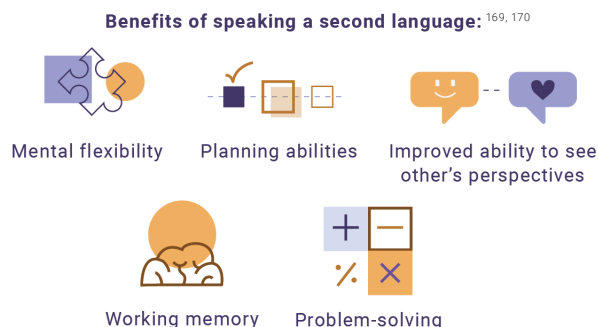 Benefits of speaking a second language: 169, 170
Mental flexibility
Planning abilities
Improved ability to see
other's perspectives
Working memory
Problem-solving